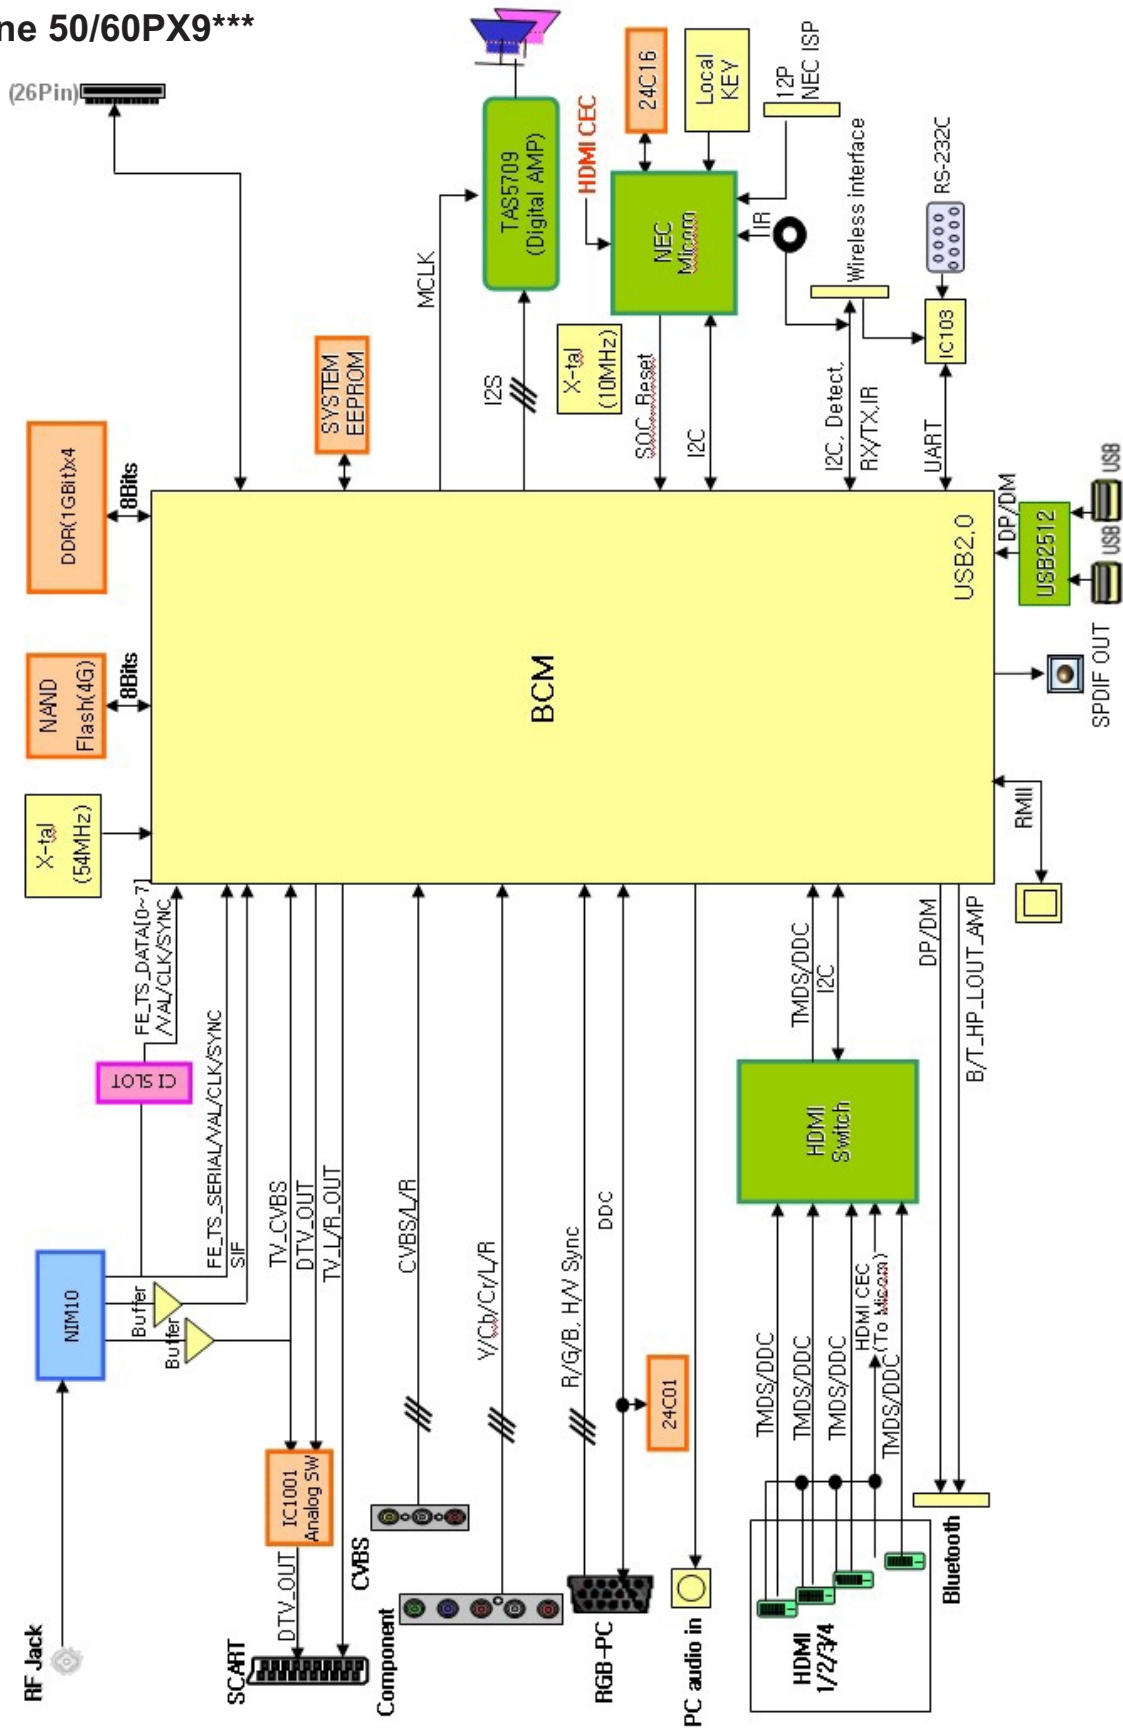 ne 50/60PX9***
(26Pin)
DDR(1GBit)x4
8Bits
NAND
Flash(4G)
8Bits
X-tal
(54MHz)
SYSTEM
EEPROM
MCLK
I2S
TAS5709
(Digital AMP)
HDMI CEC
24C16
Local
KEY
12P
NEC ISP
NEC
Micom
IR
X-tal
(10MHz)
SOC_Reset
I2C
Wireless interface
I2C, Detect,
RX/TX,IR
RS-232C
IC103
UART
BCM
USB2.0
DP/DM
USB2512
USB
USB
SPDIF OUT
RMII
FE_TS_DATA[0~7]
/VAL/CLK/SYNC
CI SLOT
FE_TS_SERIAL/VAL/CLK/SYNC
SIF
NIM10
Buffer
Buffer
TV_CVBS
DTV_OUT
TV_L/R_OUT
CVBS/L/R
Y/Cb/Cr/L/R
R/G/B, H/V Sync
DDC
24C01
TMDS/DDC
I2C
HDMI
Switch
TMDS/DDC
TMDS/DDC
TMDS/DDC
HDMI CEC
(To Micom)
TMDS/DDC
DP/DM
B/T_HP_LOUT_AMP
RF Jack
IC1001
Analog SW
DTV_OUT
SCART
CVBS
Component
RGB-PC
PC audio in
HDMI
1/2/3/4
Bluetooth